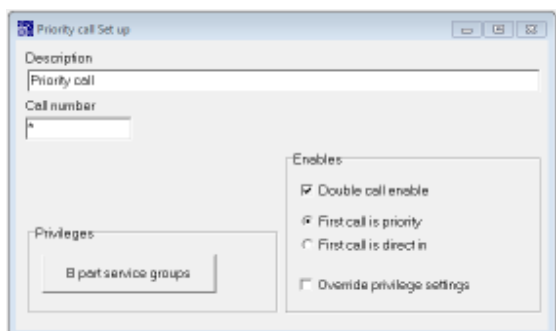 Priority call Set up
Description
Priority call
Call number
*
Enables
Double call enable
First call is priority
First call is direct in
Override privilege settings
Privileges
B part service groups